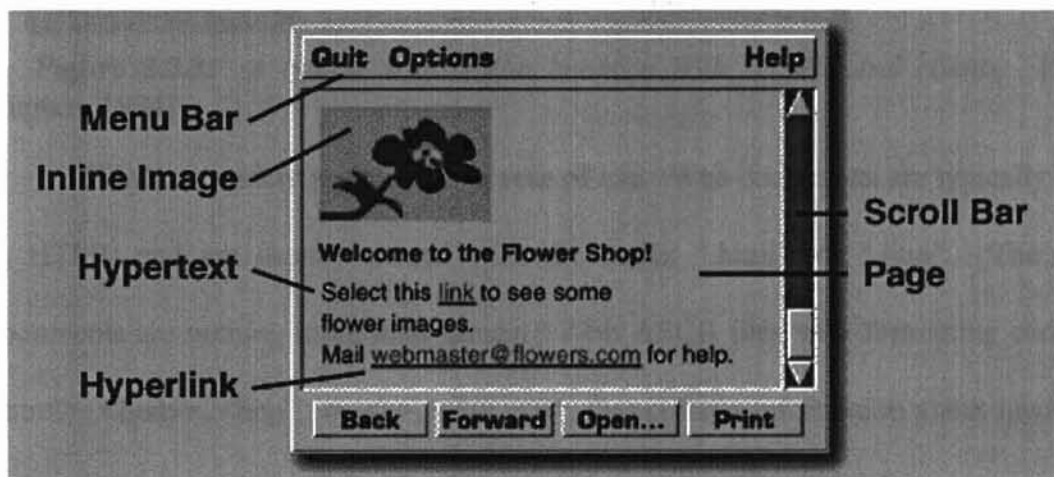 Quit Options Help
Menu Bar
Inline Image
Scroll Bar
Welcome to the Flower Shop!
Hypertext
Page
Select this link to see some
flower images.
Mail webmaster@flowers.com for help.
Hyperlink
Back Forward Open... Print